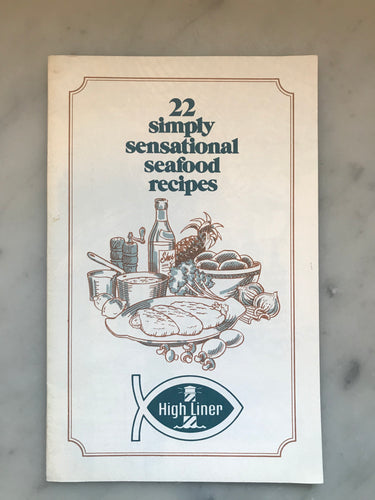 22
simply
sensational
seafood
recipes
High Liner